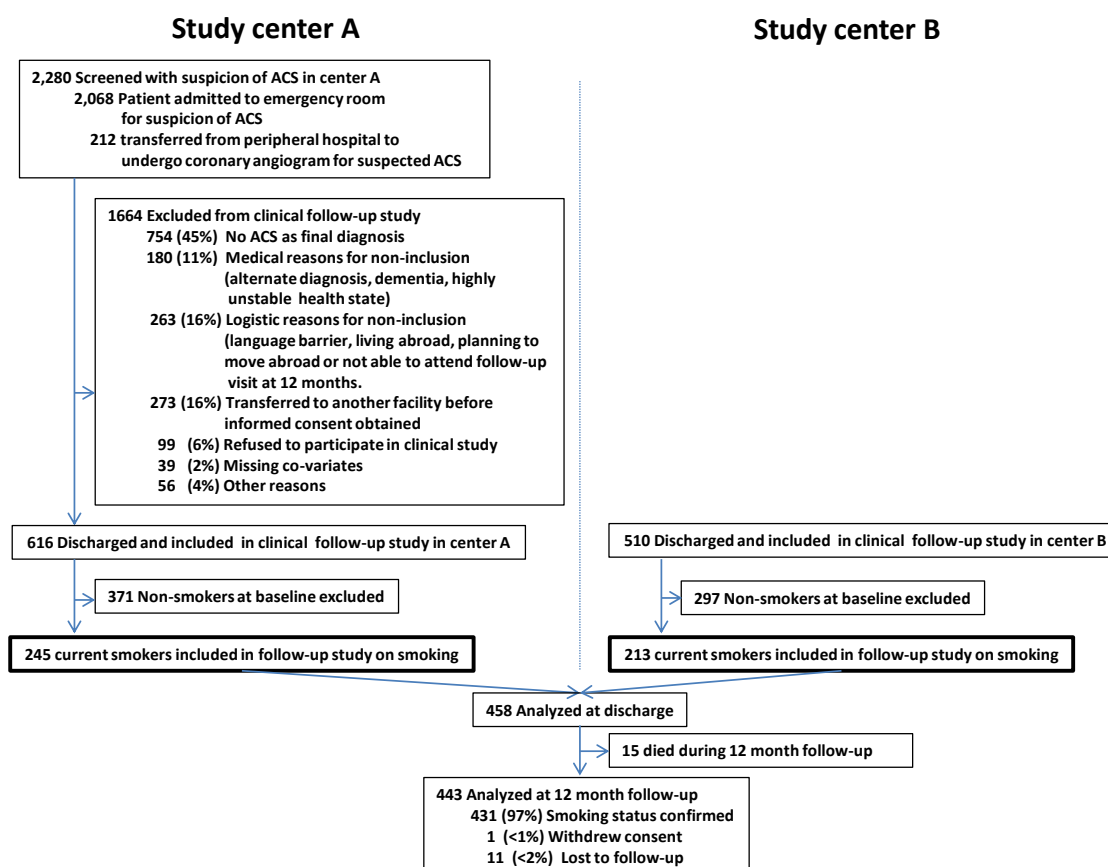 Study center A
Study center B
2,280 Screened with suspicion of ACS in center A
2,068 Patient admitted to emergency room
for suspicion of ACS
212 transferred from peripheral hospital to
undergo coronary angiogram for suspected ACS
1664 Excluded from clinical follow-up study
754 (45%) No ACS as final diagnosis
180 (11%) Medical reasons for non-inclusion
(alternate diagnosis, dementia, highly
unstable health state)
263 (16%) Logistic reasons for non-inclusion
(language barrier, living abroad, planning to
move abroad or not able to attend follow-up
visit at 12 months.
273 (16%) Transferred to another facility before
informed consent obtained
99 (6%) Refused to participate in clinical study
39 (2%) Missing co-variates
56 (4%) Other reasons
616 Discharged and included in clinical follow-up study in center A
510 Discharged and included in clinical follow-up study in center B
371 Non-smokers at baseline excluded
297 Non-smokers at baseline excluded
245 current smokers included in follow-up study on smoking
213 current smokers included in follow-up study on smoking
458 Analyzed at discharge
15 died during 12 month follow-up
443 Analyzed at 12 month follow-up
431 (97%) Smoking status confirmed
1 (<1%) Withdrew consent
11 (<2%) Lost to follow-up